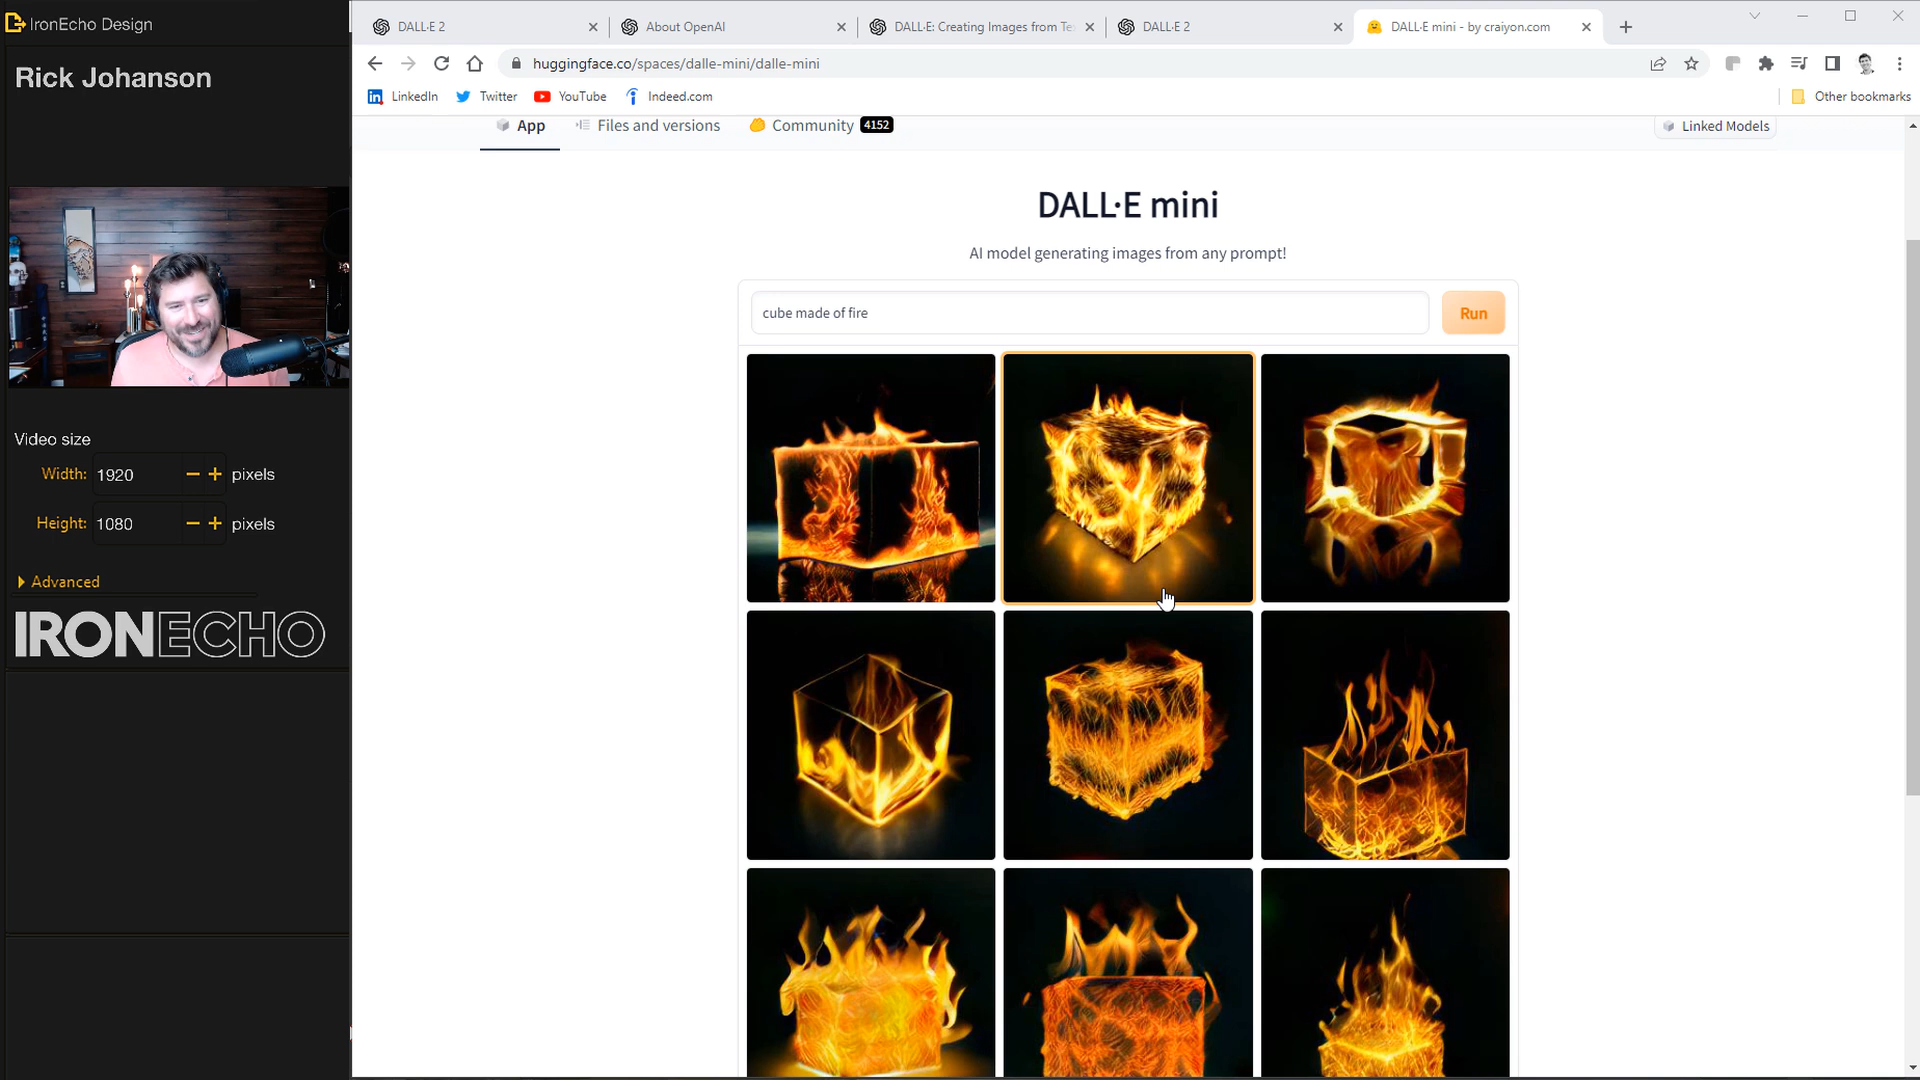 IronEcho Design
Rick Johanson
Video size
Width: 1920 − + pixels
Height: 1080 − + pixels
Advanced
IRONECHO
DALL·E 2
About OpenAI
DALL·E: Creating Images from Te
DALL·E 2
DALL·E mini - by craiyon.com
huggingface.co/spaces/dalle-mini/dalle-mini
LinkedIn
Twitter
YouTube
Indeed.com
Other bookmarks
App
Files and versions
Community 4152
Linked Models
DALL·E mini
AI model generating images from any prompt!
cube made of fire
Run